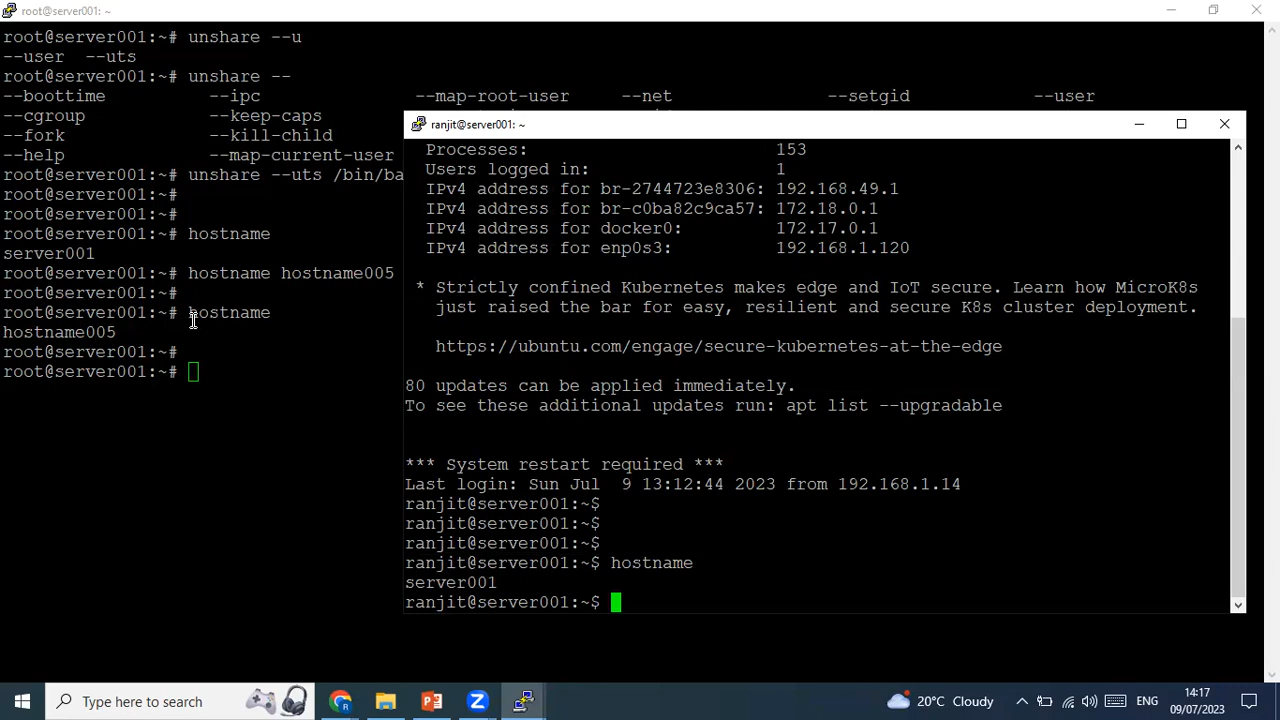 root@server001: ~
root@server001:~# unshare --u
--user  --uts
root@server001:~# unshare --
--boottime --ipc --map-root-user --net --setgid --user
--cgroup --keep-caps
--fork --kill-child
--help --map-current-user
root@server001:~# unshare --uts /bin/ba
root@server001:~#
root@server001:~#
root@server001:~# hostname
server001
root@server001:~# hostname hostname005
root@server001:~#
root@server001:~# hostname
hostname005
root@server001:~#
root@server001:~#
ranjit@server001: ~
Processes: 153
Users logged in: 1
IPv4 address for br-2744723e8306: 192.168.49.1
IPv4 address for br-c0ba82c9ca57: 172.18.0.1
IPv4 address for docker0: 172.17.0.1
IPv4 address for enp0s3: 192.168.1.120
* Strictly confined Kubernetes makes edge and IoT secure. Learn how MicroK8s
just raised the bar for easy, resilient and secure K8s cluster deployment.
https://ubuntu.com/engage/secure-kubernetes-at-the-edge
80 updates can be applied immediately.
To see these additional updates run: apt list --upgradable
*** System restart required ***
Last login: Sun Jul  9 13:12:44 2023 from 192.168.1.14
ranjit@server001:~$
ranjit@server001:~$
ranjit@server001:~$
ranjit@server001:~$ hostname
server001
ranjit@server001:~$
Type here to search
20°C Cloudy
ENG
14:17
09/07/2023